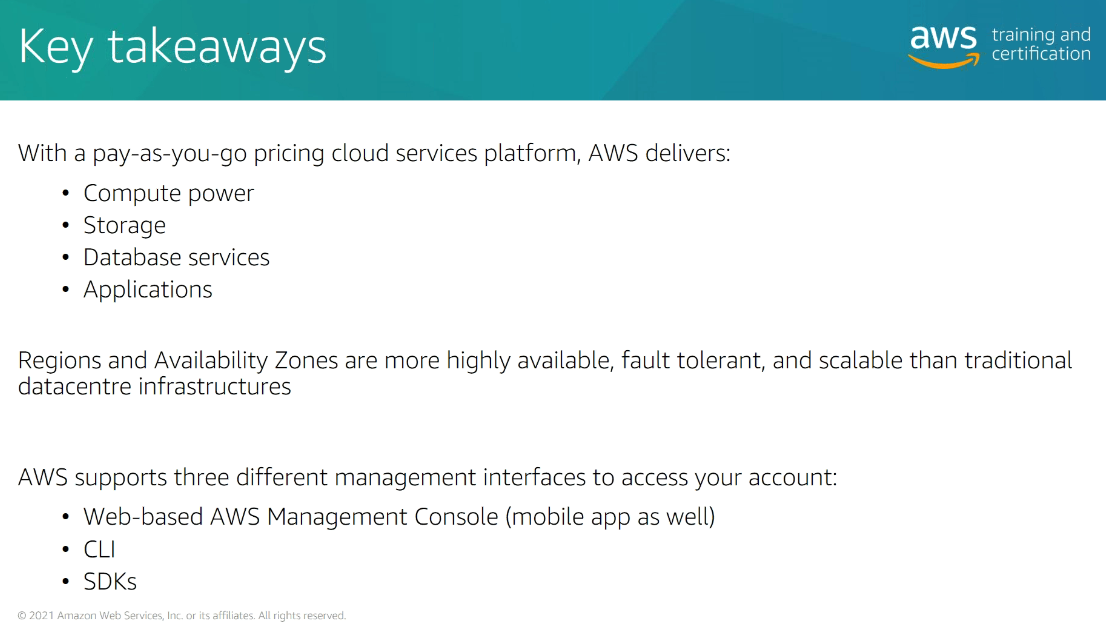 Key takeaways
aws training and
certification
With a pay-as-you-go pricing cloud services platform, AWS delivers:
• Compute power
• Storage
• Database services
• Applications
Regions and Availability Zones are more highly available, fault tolerant, and scalable than traditional
datacentre infrastructures
AWS supports three different management interfaces to access your account:
• Web-based AWS Management Console (mobile app as well)
• CLI
• SDKs
© 2021 Amazon Web Services, Inc. or its affiliates. All rights reserved.